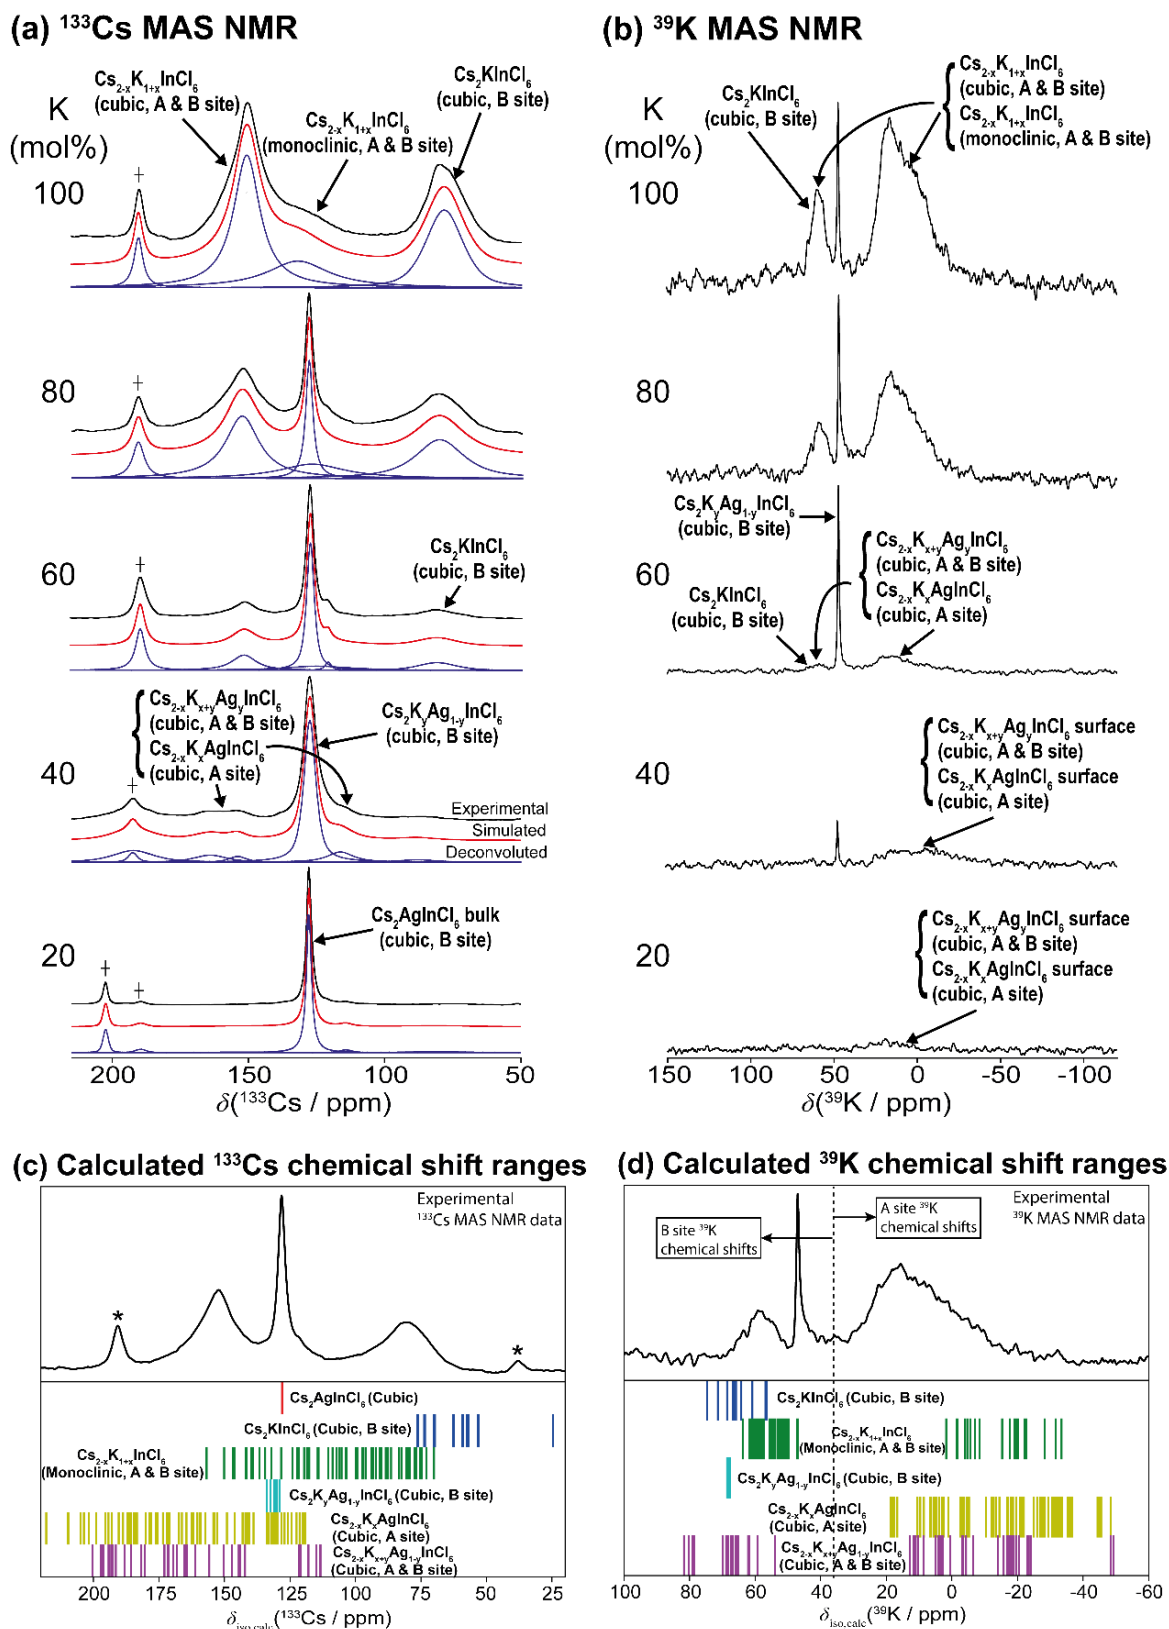 (a) ¹³³Cs MAS NMR
K
(mol%)
100
80
60
40
20
Cs₂₋ₓK₁₊ₓInCl₆
(cubic, A & B site)
Cs₂₋ₓK₁₊ₓInCl₆
(monoclinic, A & B site)
Cs₂KInCl₆
(cubic, B site)
‡
‡
Cs₂KInCl₆
(cubic, B site)
‡
Cs₂₋ₓKₓ₊yAgyInCl₆
(cubic, A & B site)
Cs₂₋ₓKₓAgInCl₆
(cubic, A site)
Cs₂KyAg₁₋yInCl₆
(cubic, B site)
‡
Experimental
Simulated
Deconvoluted
Cs₂AgInCl₆ bulk
(cubic, B site)
‡
‡
200 150 100 50
δ(¹³³Cs / ppm)
(b) ³⁹K MAS NMR
K
(mol%)
100
80
60
40
20
Cs₂KInCl₆
(cubic, B site)
Cs₂₋ₓK₁₊ₓInCl₆
(cubic, A & B site)
Cs₂₋ₓK₁₊ₓInCl₆
(monoclinic, A & B site)
Cs₂KyAg₁₋yInCl₆
(cubic, B site)
Cs₂KInCl₆
(cubic, B site)
Cs₂₋ₓKₓ₊yAgyInCl₆
(cubic, A & B site)
Cs₂₋ₓKₓAgInCl₆
(cubic, A site)
Cs₂₋ₓKₓ₊yAgyInCl₆ surface
(cubic, A & B site)
Cs₂₋ₓKₓAgInCl₆ surface
(cubic, A site)
Cs₂₋ₓKₓ₊yAgyInCl₆ surface
(cubic, A & B site)
Cs₂₋ₓKₓAgInCl₆ surface
(cubic, A site)
150 100 50 0 -50 -100
δ(³⁹K / ppm)
(c) Calculated ¹³³Cs chemical shift ranges
Experimental
¹³³Cs MAS NMR data
*
*
Cs₂AgInCl₆ (Cubic)
Cs₂KInCl₆ (Cubic, B site)
Cs₂₋ₓK₁₊ₓInCl₆
(Monoclinic, A & B site)
Cs₂KyAg₁₋yInCl₆ (Cubic, B site)
Cs₂₋ₓKₓAgInCl₆
(Cubic, A site)
Cs₂₋ₓKₓ₊yAg₁₋yInCl₆
(Cubic, A & B site)
200 175 150 125 100 75 50 25
δiso,calc(¹³³Cs / ppm)
(d) Calculated ³⁹K chemical shift ranges
B site ³⁹K
chemical shifts
A site ³⁹K
chemical shifts
Experimental
³⁹K MAS NMR data
Cs₂KInCl₆ (Cubic, B site)
Cs₂₋ₓK₁₊ₓInCl₆
(Monoclinic, A & B site)
Cs₂KyAg₁₋yInCl₆ (Cubic, B site)
Cs₂₋ₓKₓAgInCl₆
(Cubic, A site)
Cs₂₋ₓKₓ₊yAg₁₋yInCl₆
(Cubic, A & B site)
100 80 60 40 20 0 -20 -40 -60
δiso,calc(³⁹K / ppm)